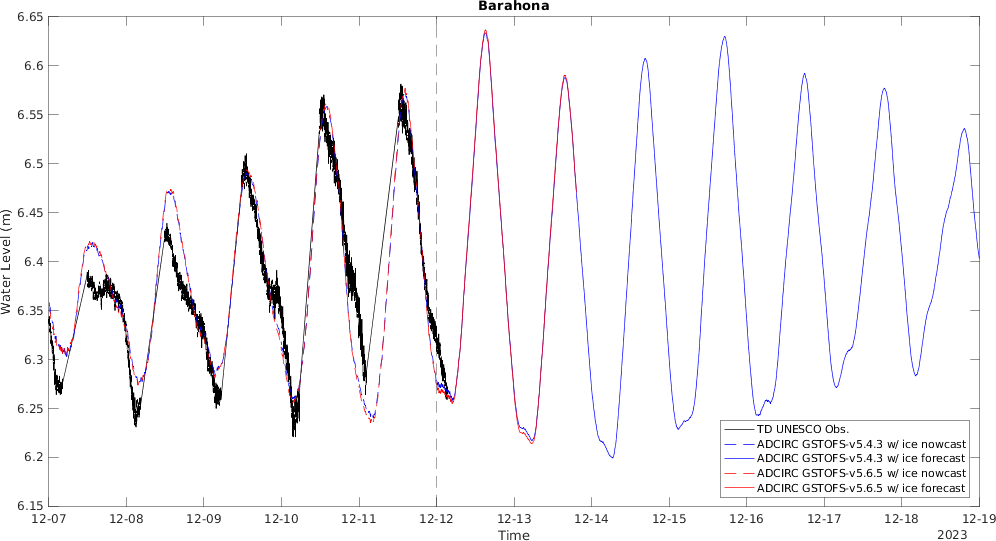 Barahona
6.65
6.6
6.55
6.5
6.45
6.4
6.35
6.3
6.25
6.2
6.15
Water Level (m)
12-07 12-08 12-09 12-10 12-11 12-12 12-13 12-14 12-15 12-16 12-17 12-18 12-19
Time
2023
TD UNESCO Obs.
ADCIRC GSTOFS-v5.4.3 w/ ice nowcast
ADCIRC GSTOFS-v5.4.3 w/ ice forecast
ADCIRC GSTOFS-v5.6.5 w/ ice nowcast
ADCIRC GSTOFS-v5.6.5 w/ ice forecast